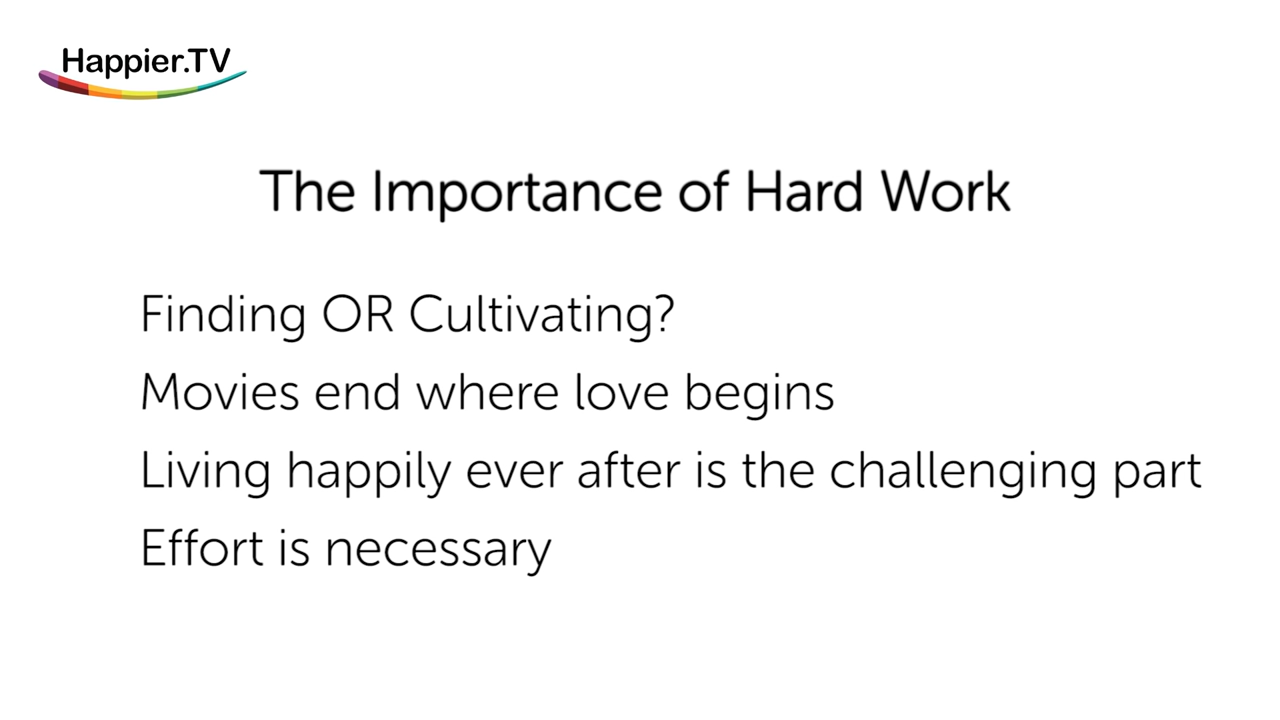 Happier.TV
The Importance of Hard Work
Finding OR Cultivating?
Movies end where love begins
Living happily ever after is the challenging part
Effort is necessary